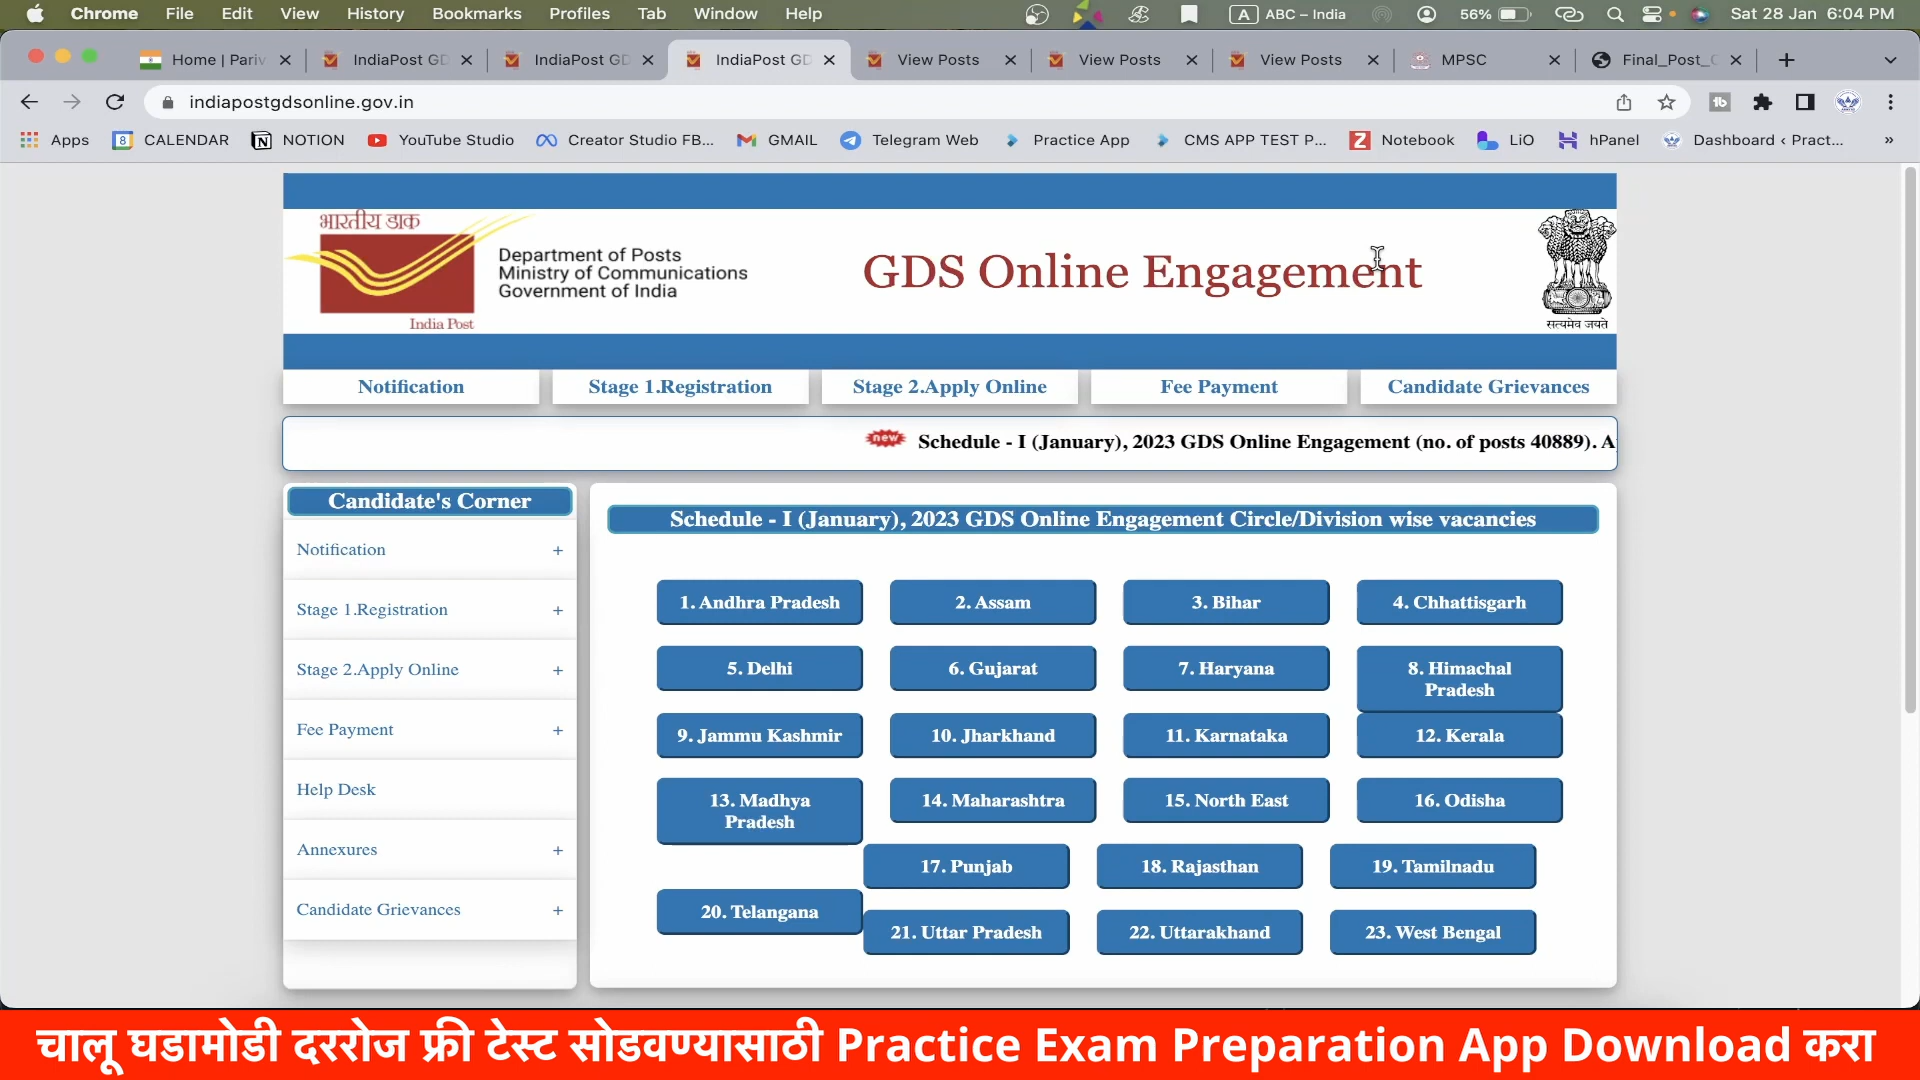 Chrome File Edit View History Bookmarks Profiles Tab Window Help A ABC – India 56% Sat 28 Jan 6:04 PM
Home | Pariv IndiaPost GD IndiaPost GD IndiaPost GD View Posts View Posts View Posts MPSC Final_Post_
indiapostgdsonline.gov.in
Apps CALENDAR NOTION YouTube Studio Creator Studio FB... GMAIL Telegram Web Practice App CMS APP TEST P... Notebook LiO hPanel Dashboard ‹ Pract... »
भारतीय डाक
India Post
Department of Posts
Ministry of Communications
Government of India
GDS Online Engagement
सत्यमेव जयते
Notification Stage 1.Registration Stage 2.Apply Online Fee Payment Candidate Grievances
new Schedule - I (January), 2023 GDS Online Engagement (no. of posts 40889). A
Candidate's Corner
Notification +
Stage 1.Registration +
Stage 2.Apply Online +
Fee Payment +
Help Desk
Annexures +
Candidate Grievances +
Schedule - I (January), 2023 GDS Online Engagement Circle/Division wise vacancies
1. Andhra Pradesh 2. Assam 3. Bihar 4. Chhattisgarh
5. Delhi 6. Gujarat 7. Haryana 8. Himachal
Pradesh
9. Jammu Kashmir 10. Jharkhand 11. Karnataka 12. Kerala
13. Madhya
Pradesh
14. Maharashtra 15. North East 16. Odisha
17. Punjab 18. Rajasthan 19. Tamilnadu
20. Telangana
21. Uttar Pradesh 22. Uttarakhand 23. West Bengal
चालू घडामोडी दररोज फ्री टेस्ट सोडवण्यासाठी Practice Exam Preparation App Download करा